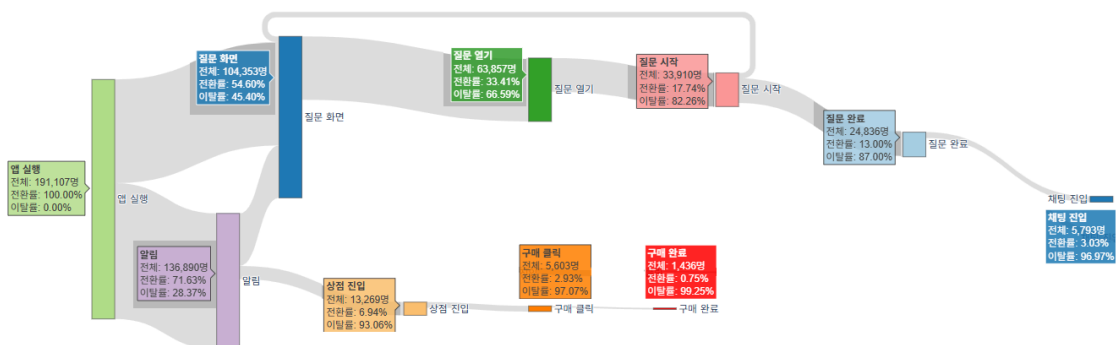 앱 실행
전체: 191,107명
전환률: 100.00%
이탈률: 0.00%
앱 실행
질문 화면
전체: 104,353명
전환률: 54.60%
이탈률: 45.40%
질문 화면
알림
전체: 136,890명
전환률: 71.63%
이탈률: 28.37%
알림
질문 열기
전체: 63,857명
전환률: 33.41%
이탈률: 66.59%
질문 열기
질문 시작
전체: 33,910명
전환률: 17.74%
이탈률: 82.26%
질문 시작
질문 완료
전체: 24,836명
전환률: 13.00%
이탈률: 87.00%
질문 완료
채팅 진입
채팅 진입
전체: 5,793명
전환률: 3.03%
이탈률: 96.97%
상점 진입
전체: 13,269명
전환률: 6.94%
이탈률: 93.06%
상점 진입
구매 클릭
전체: 5,603명
전환률: 2.93%
이탈률: 97.07%
구매 클릭
구매 완료
전체: 1,436명
전환률: 0.75%
이탈률: 99.25%
구매 완료